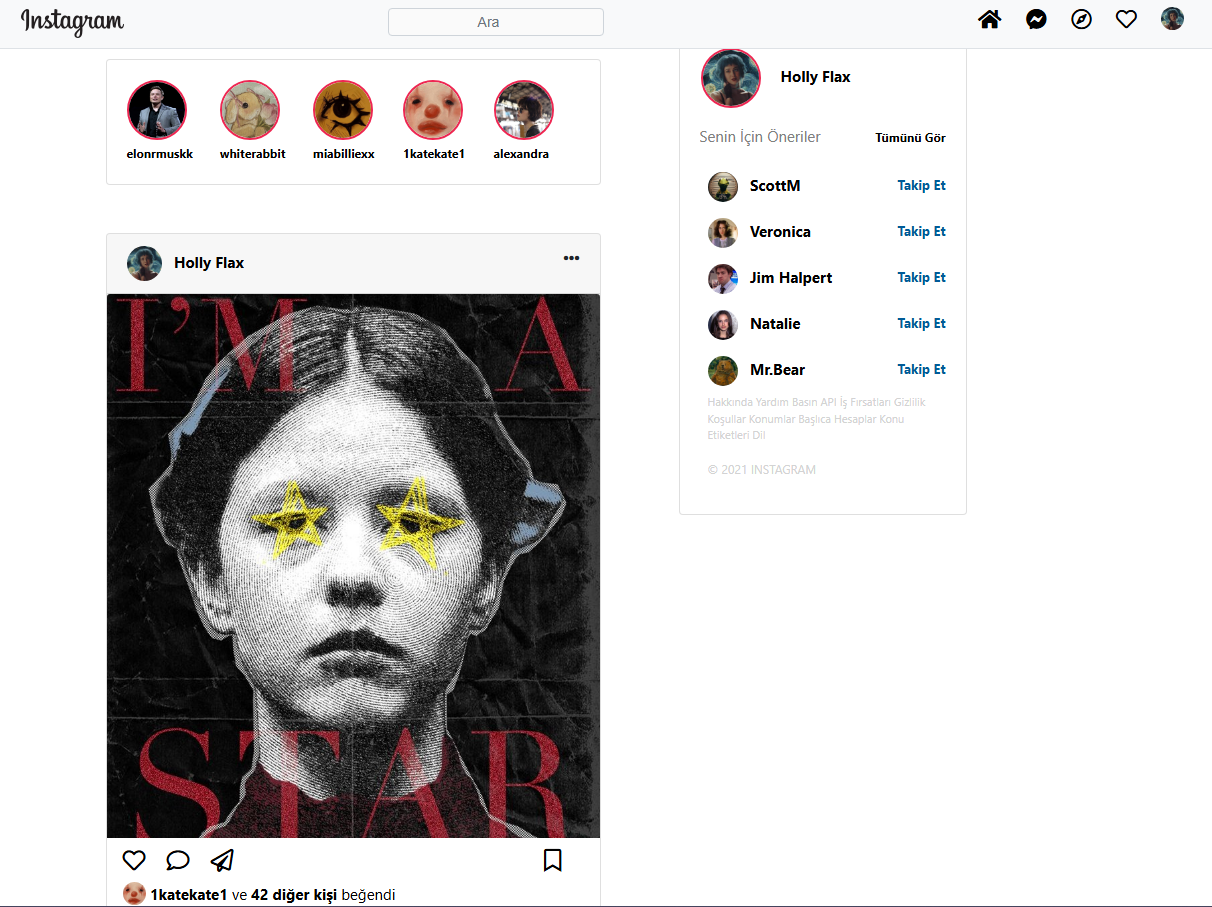 Instagram
Ara
elonrmuskk whiterabbit miabilliexx 1katekate1 alexandra
Holly Flax
I'M A
STAR
1katekate1 ve 42 diğer kişi beğendi
Holly Flax
Senin İçin Öneriler Tümünü Gör
ScottM Takip Et
Veronica Takip Et
Jim Halpert Takip Et
Natalie Takip Et
Mr.Bear Takip Et
Hakkında Yardım Basın API İş Fırsatları Gizlilik
Koşullar Konumlar Başlıca Hesaplar Konu
Etiketleri Dil
© 2021 INSTAGRAM